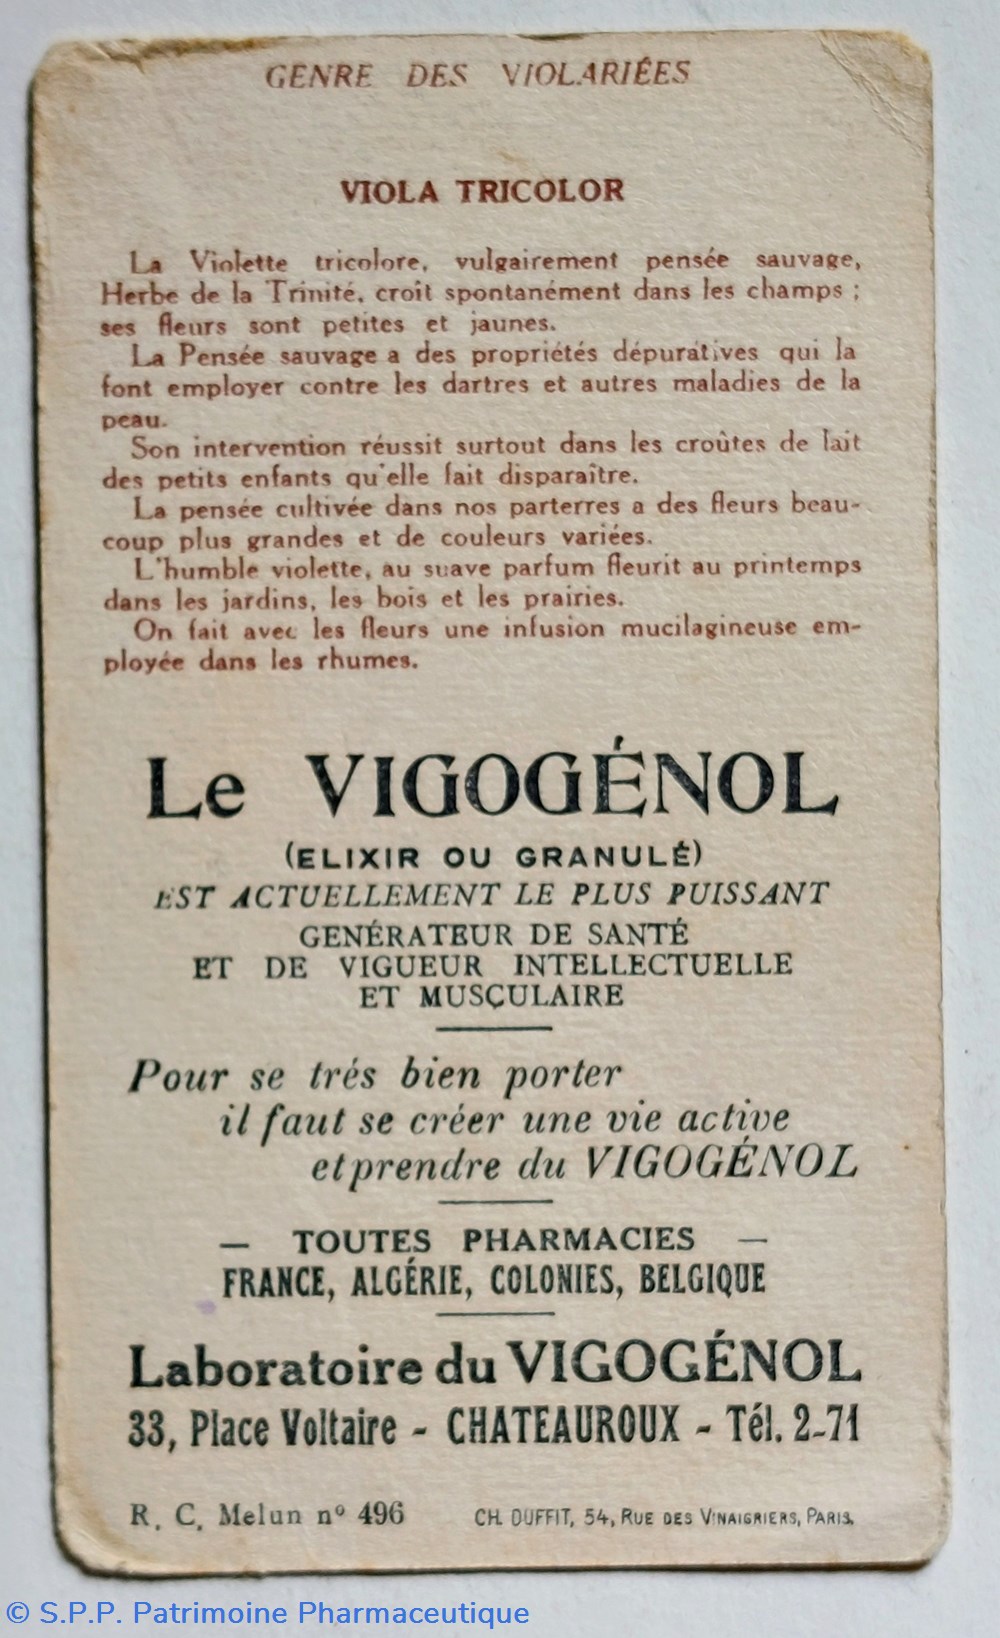 GENRE DES VIOLARIÉES
VIOLA TRICOLOR
La Violette tricolore, vulgairement pensée sauvage,
Herbe de la Trinité, croit spontanément dans les champs ;
ses fleurs sont petites et jaunes.
La Pensée sauvage a des propriétés dépuratives qui la
font employer contre les dartres et autres maladies de la
peau.
Son intervention réussit surtout dans les croûtes de lait
des petits enfants qu'elle fait disparaître.
La pensée cultivée dans nos parterres a des fleurs beau-
coup plus grandes et de couleurs variées.
L'humble violette, au suave parfum fleurit au printemps
dans les jardins, les bois et les prairies.
On fait avec les fleurs une infusion mucilagineuse em-
ployée dans les rhumes.
Le VIGOGÉNOL
(ELIXIR OU GRANULÉ)
EST ACTUELLEMENT LE PLUS PUISSANT
GENÉRATEUR DE SANTÉ
ET DE VIGUEUR INTELLECTUELLE
ET MUSÇULAIRE
Pour se trés bien porter
il faut se créer une vie active
et prendre du VIGOGÉNOL
— TOUTES PHARMACIES —
FRANCE, ALGÉRIE, COLONIES, BELGIQUE
Laboratoire du VIGOGÉNOL
33, Place Voltaire - CHATEAUROUX - Tél. 2-71
R. C. Melun nº 496 CH. DUFFIT, 54, RUE DES VINAIGRIERS, PARIS.
© S.P.P. Patrimoine Pharmaceutique